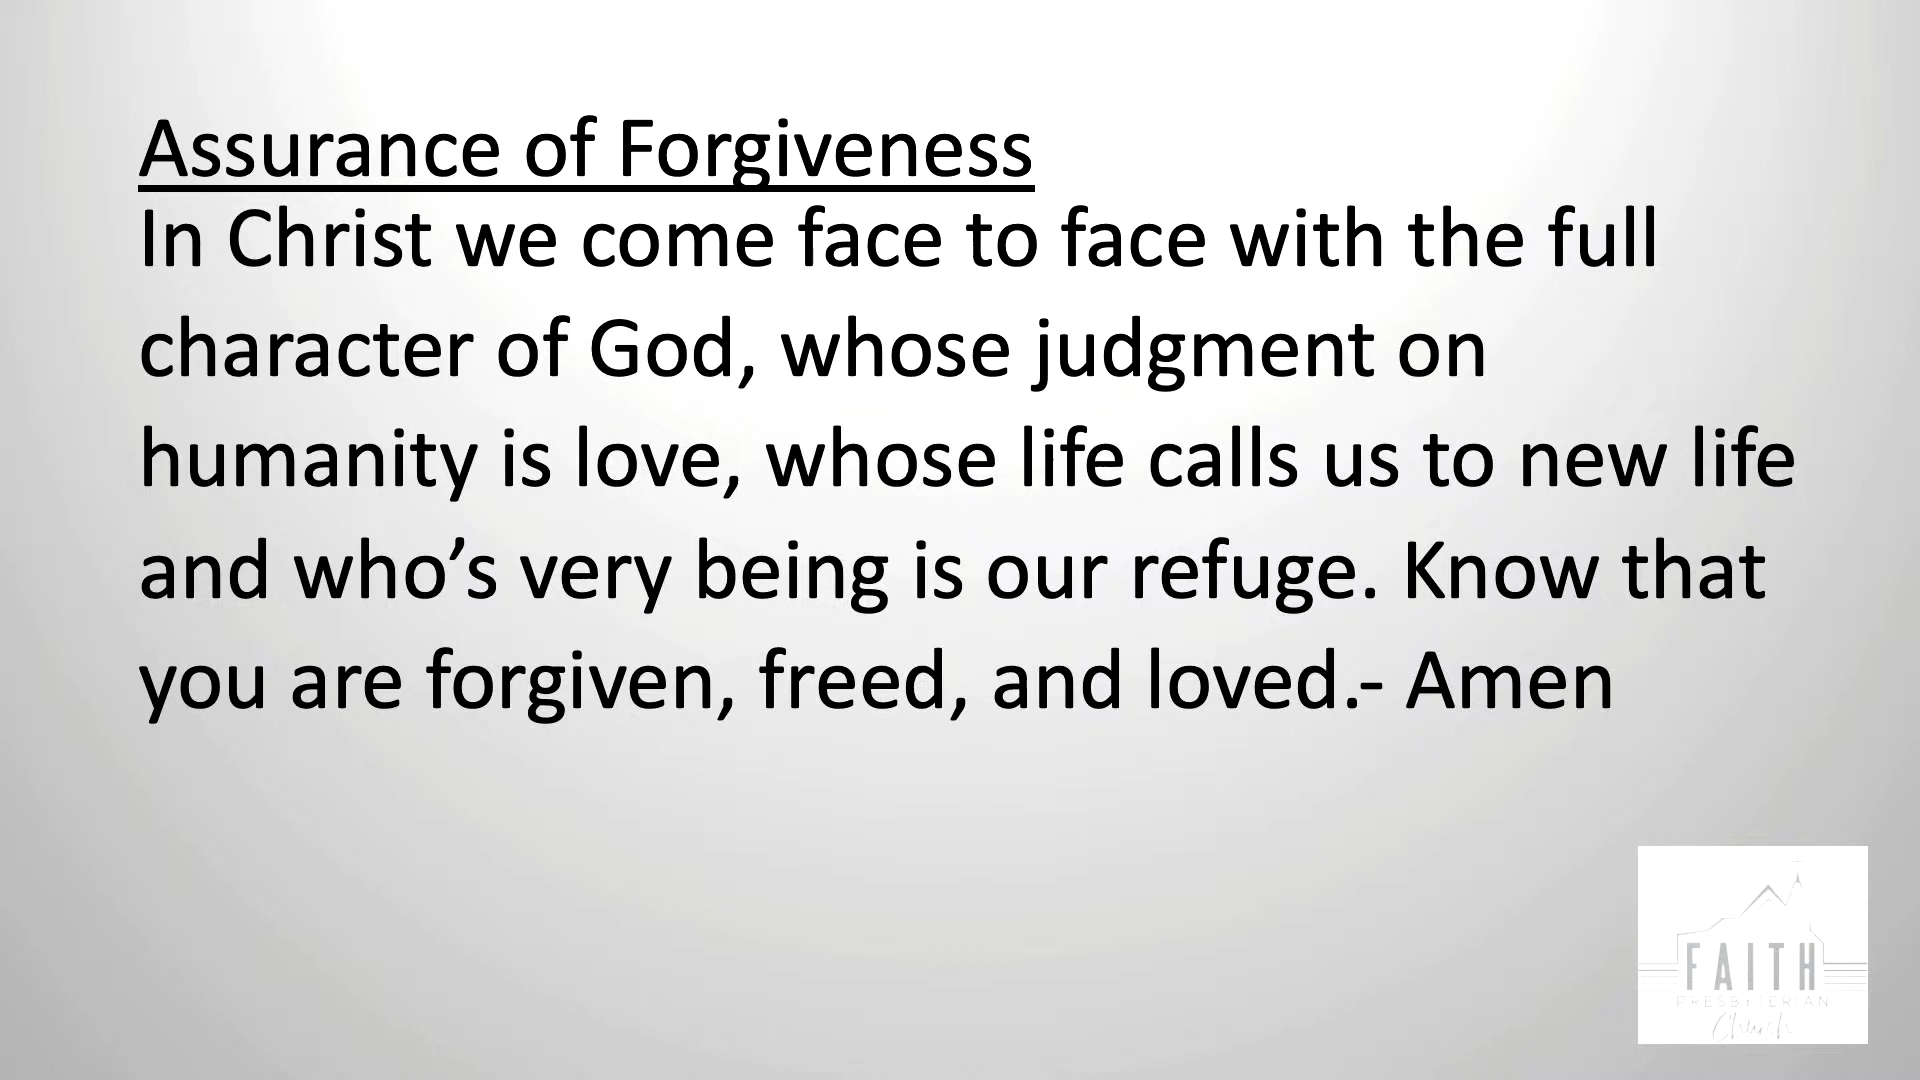 Assurance of Forgiveness
In Christ we come face to face with the full
character of God, whose judgment on
humanity is love, whose life calls us to new life
and who’s very being is our refuge. Know that
you are forgiven, freed, and loved.- Amen
FAITH
PRESBYTERIAN
Church